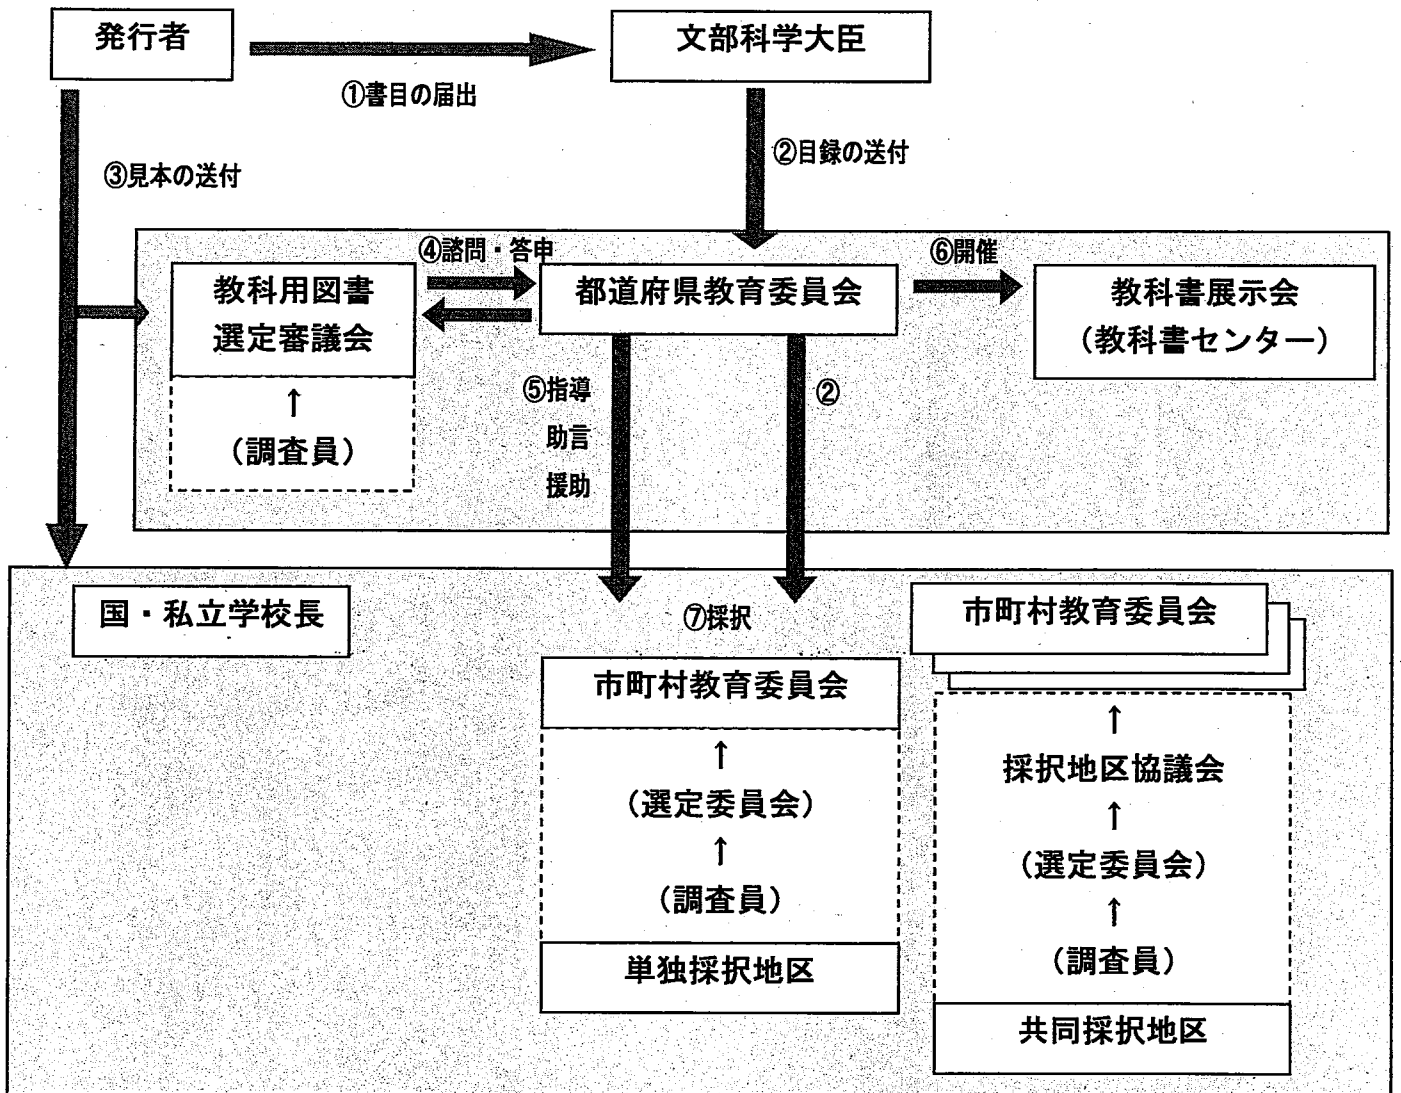 発行者
文部科学大臣
①書目の届出
②目録の送付
③見本の送付
④諮問・答申
⑥開催
教科用図書
選定審議会
↑
（調査員）
都道府県教育委員会
教科書展示会
（教科書センター）
⑤指導
助言
援助
②
国・私立学校長
⑦採択
市町村教育委員会
↑
（選定委員会）
↑
（調査員）
単独採択地区
市町村教育委員会
↑
採択地区協議会
↑
（選定委員会）
↑
（調査員）
共同採択地区